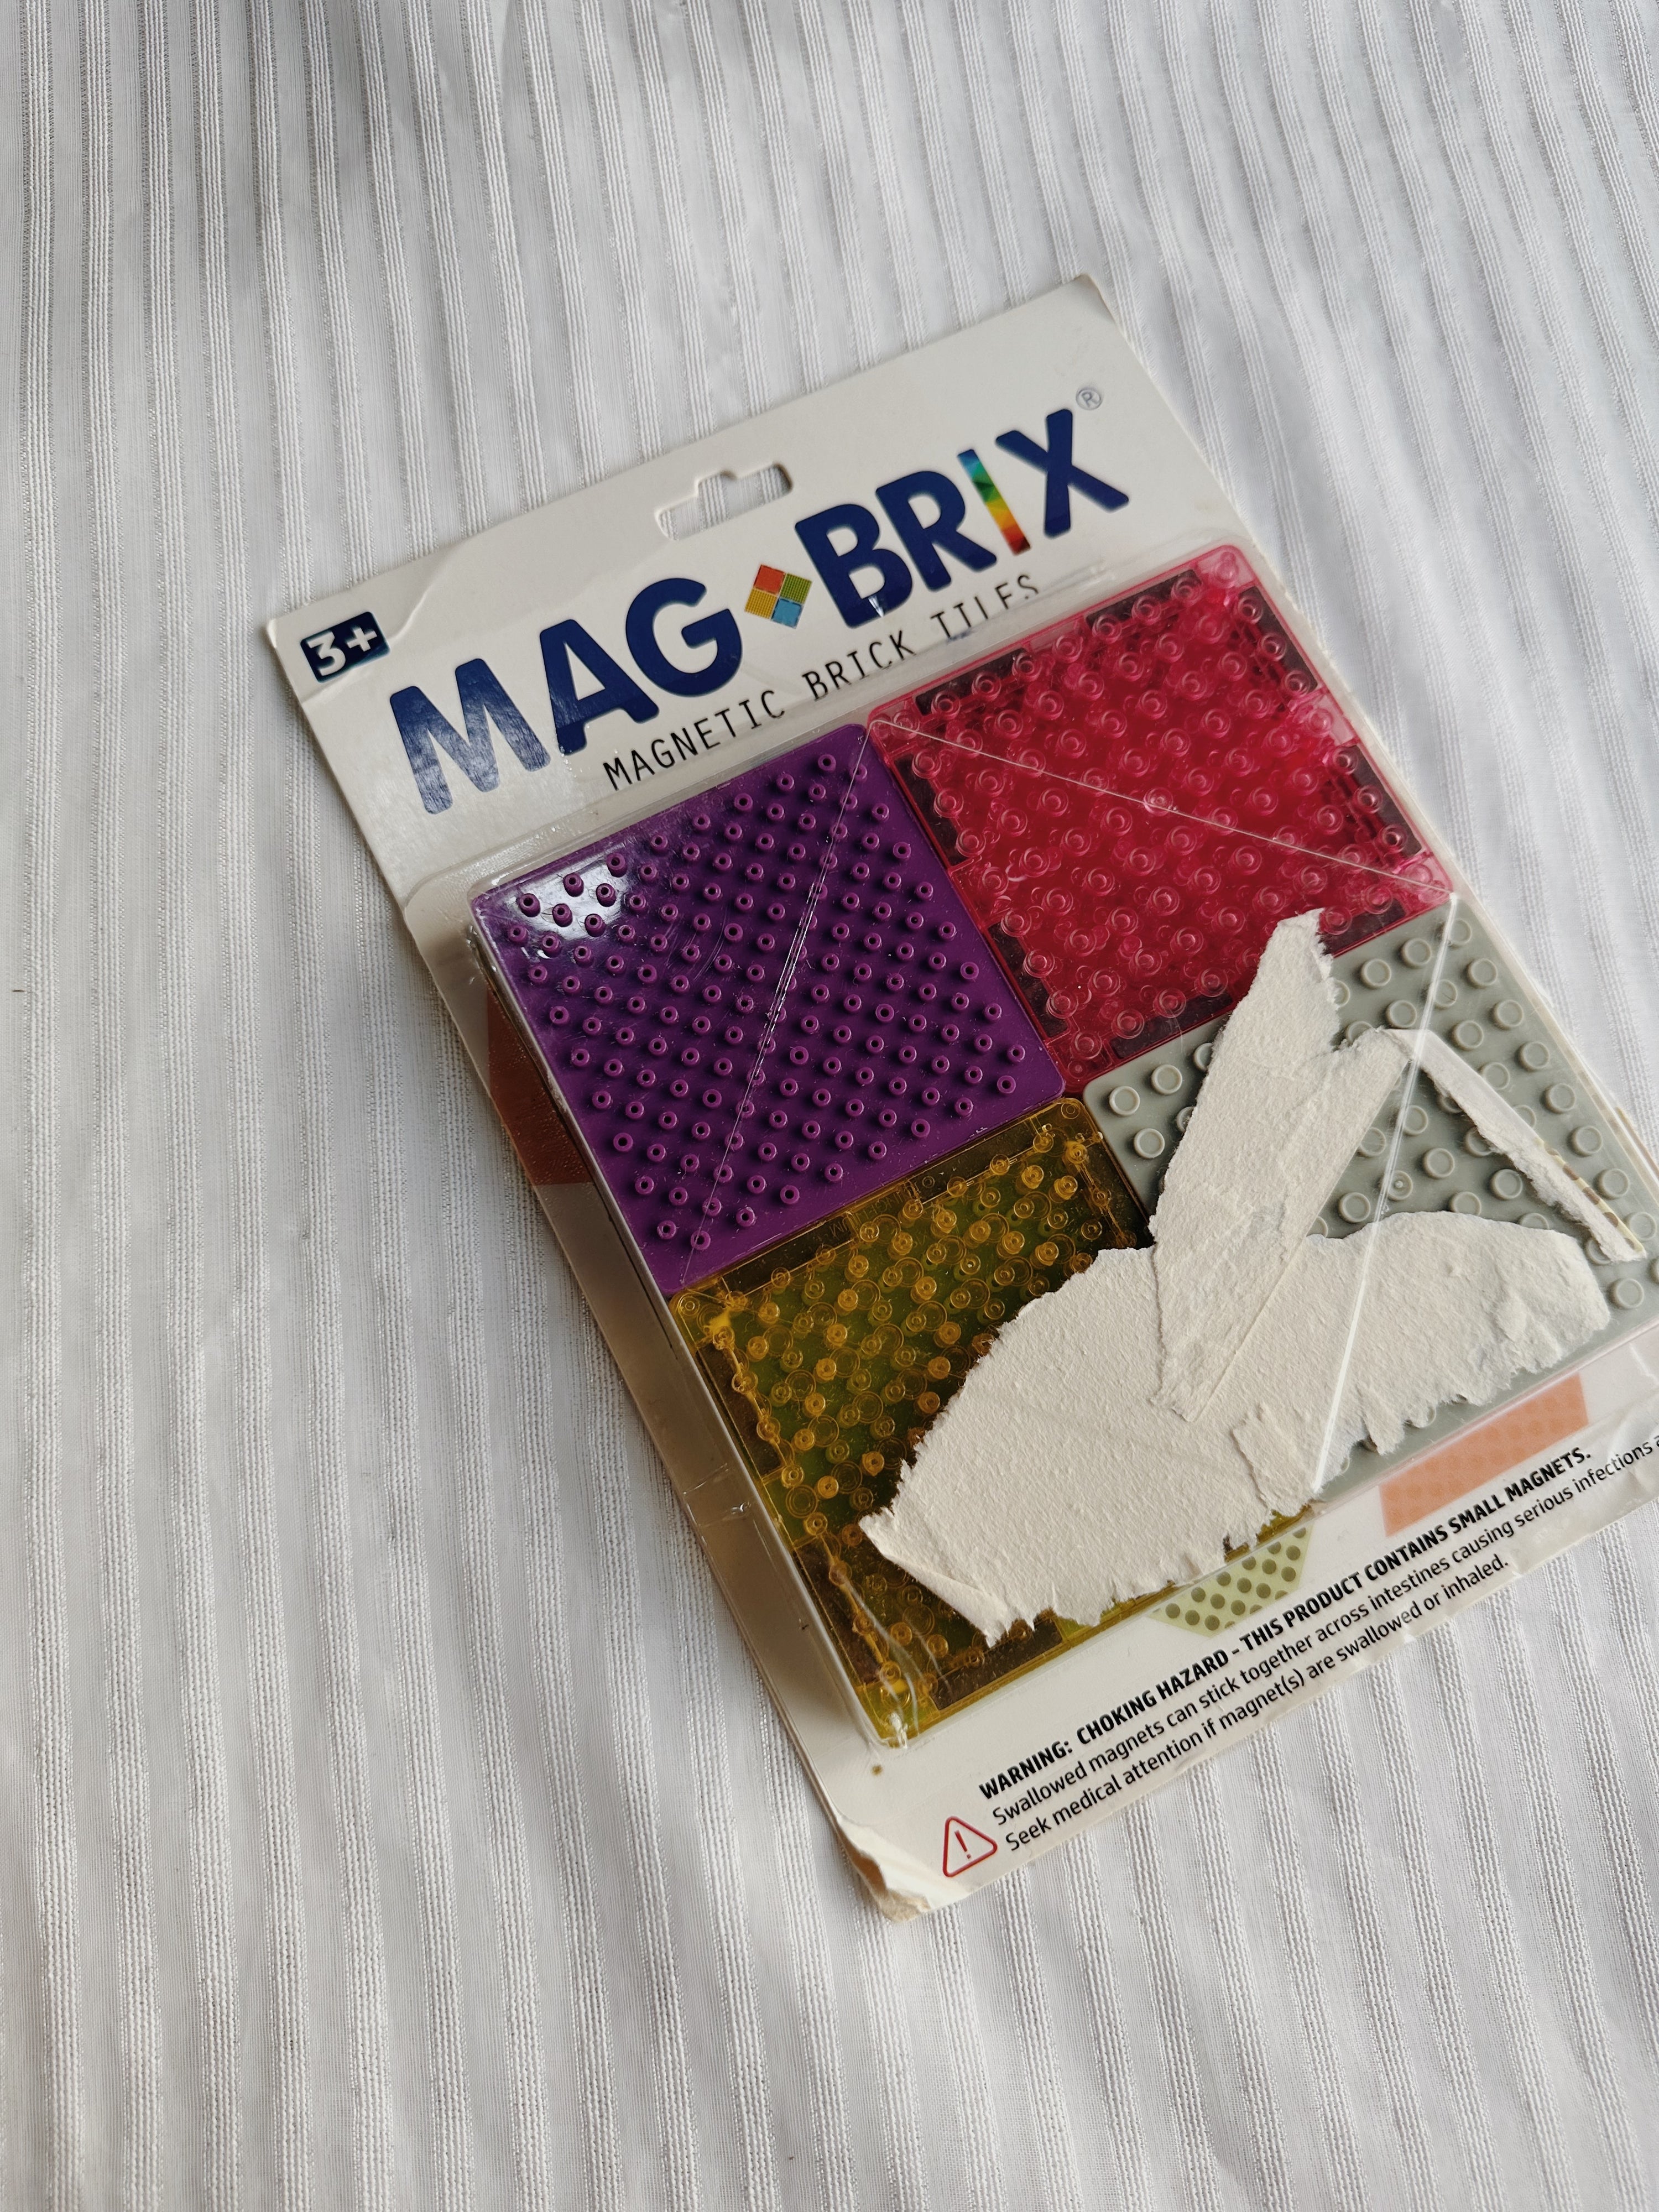 3+
MAG BRIX®
MAGNETIC BRICK TILES
WARNING: CHOKING HAZARD - THIS PRODUCT CONTAINS SMALL MAGNETS.
Swallowed magnets can stick together across intestines causing serious infections
Seek medical attention if magnet(s) are swallowed or inhaled.